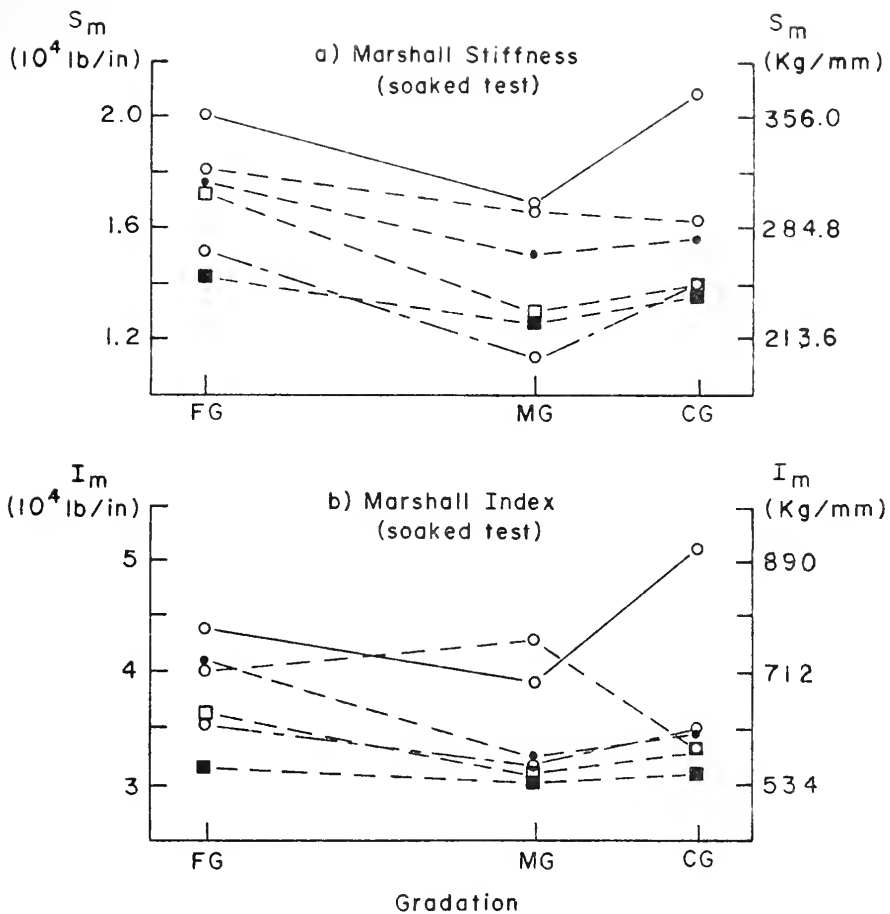 S_m
(10^4 lb/in)
a) Marshall Stiffness
(soaked test)
S_m
(Kg/mm)
2.0
1.6
1.2
356.0
284.8
213.6
FG
MG
CG
I_m
(10^4 lb/in)
b) Marshall Index
(soaked test)
I_m
(Kg/mm)
5
4
3
890
712
534
FG
MG
CG
Gradation